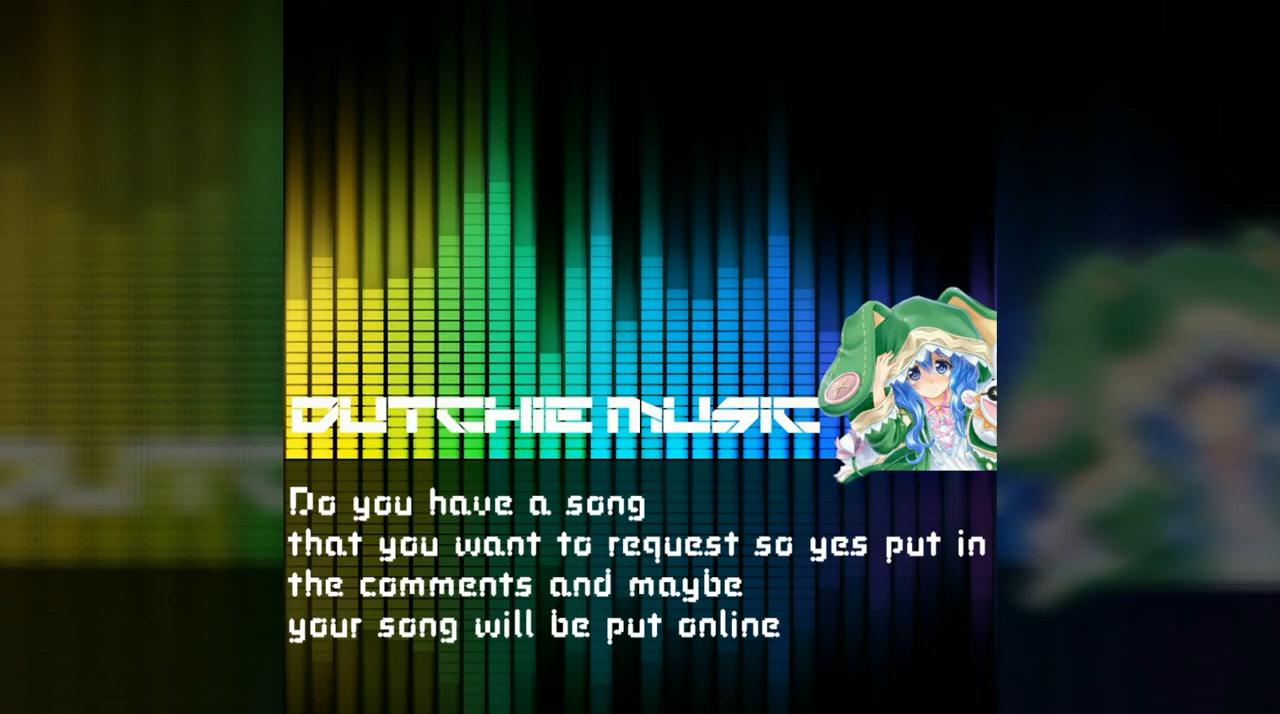 DUTCHIE MUSIC
Do you have a song
that you want to request so yes put in
the comments and maybe
your song will be put online